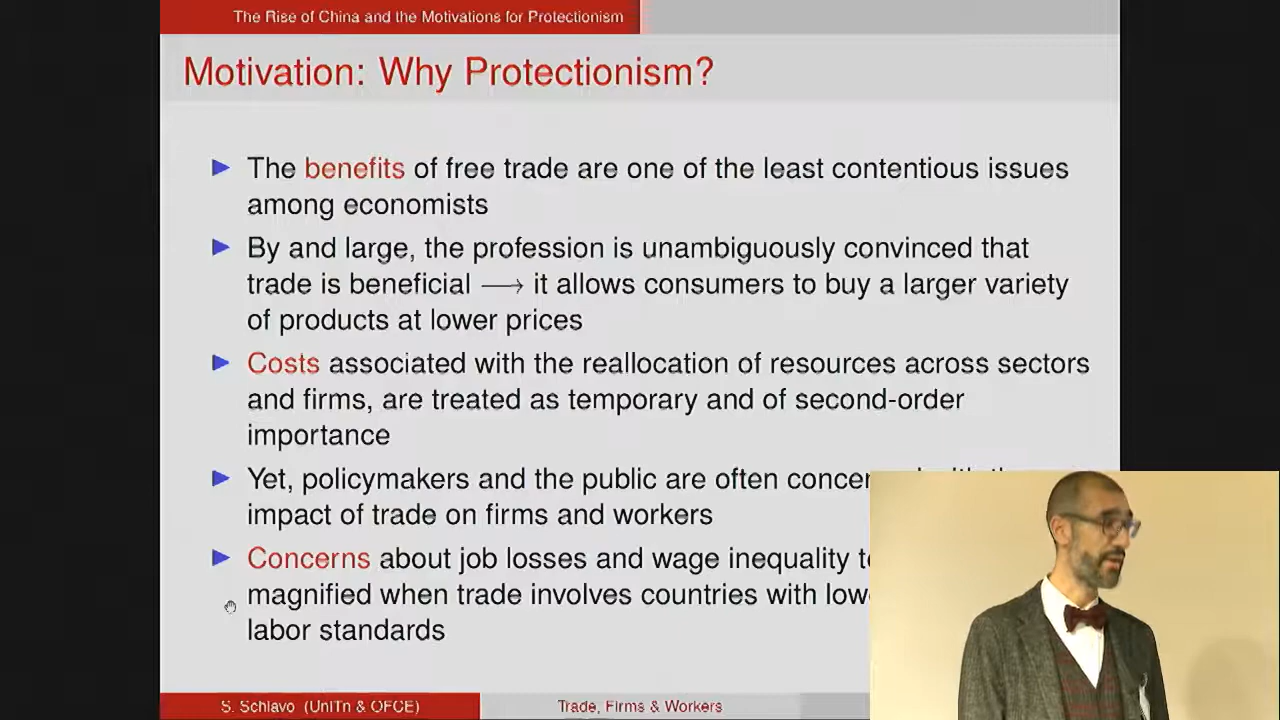 The Rise of China and the Motivations for Protectionism
Motivation: Why Protectionism?
The benefits of free trade are one of the least contentious issues
among economists
By and large, the profession is unambiguously convinced that
trade is beneficial ⟶ it allows consumers to buy a larger variety
of products at lower prices
Costs associated with the reallocation of resources across sectors
and firms, are treated as temporary and of second-order
importance
Yet, policymakers and the public are often
impact of trade on firms and workers
Concerns about job losses and wage inequality
magnified when trade involves countries with
labor standards
S. Schiavo (UniTn & OFCE)
Trade, Firms & Workers